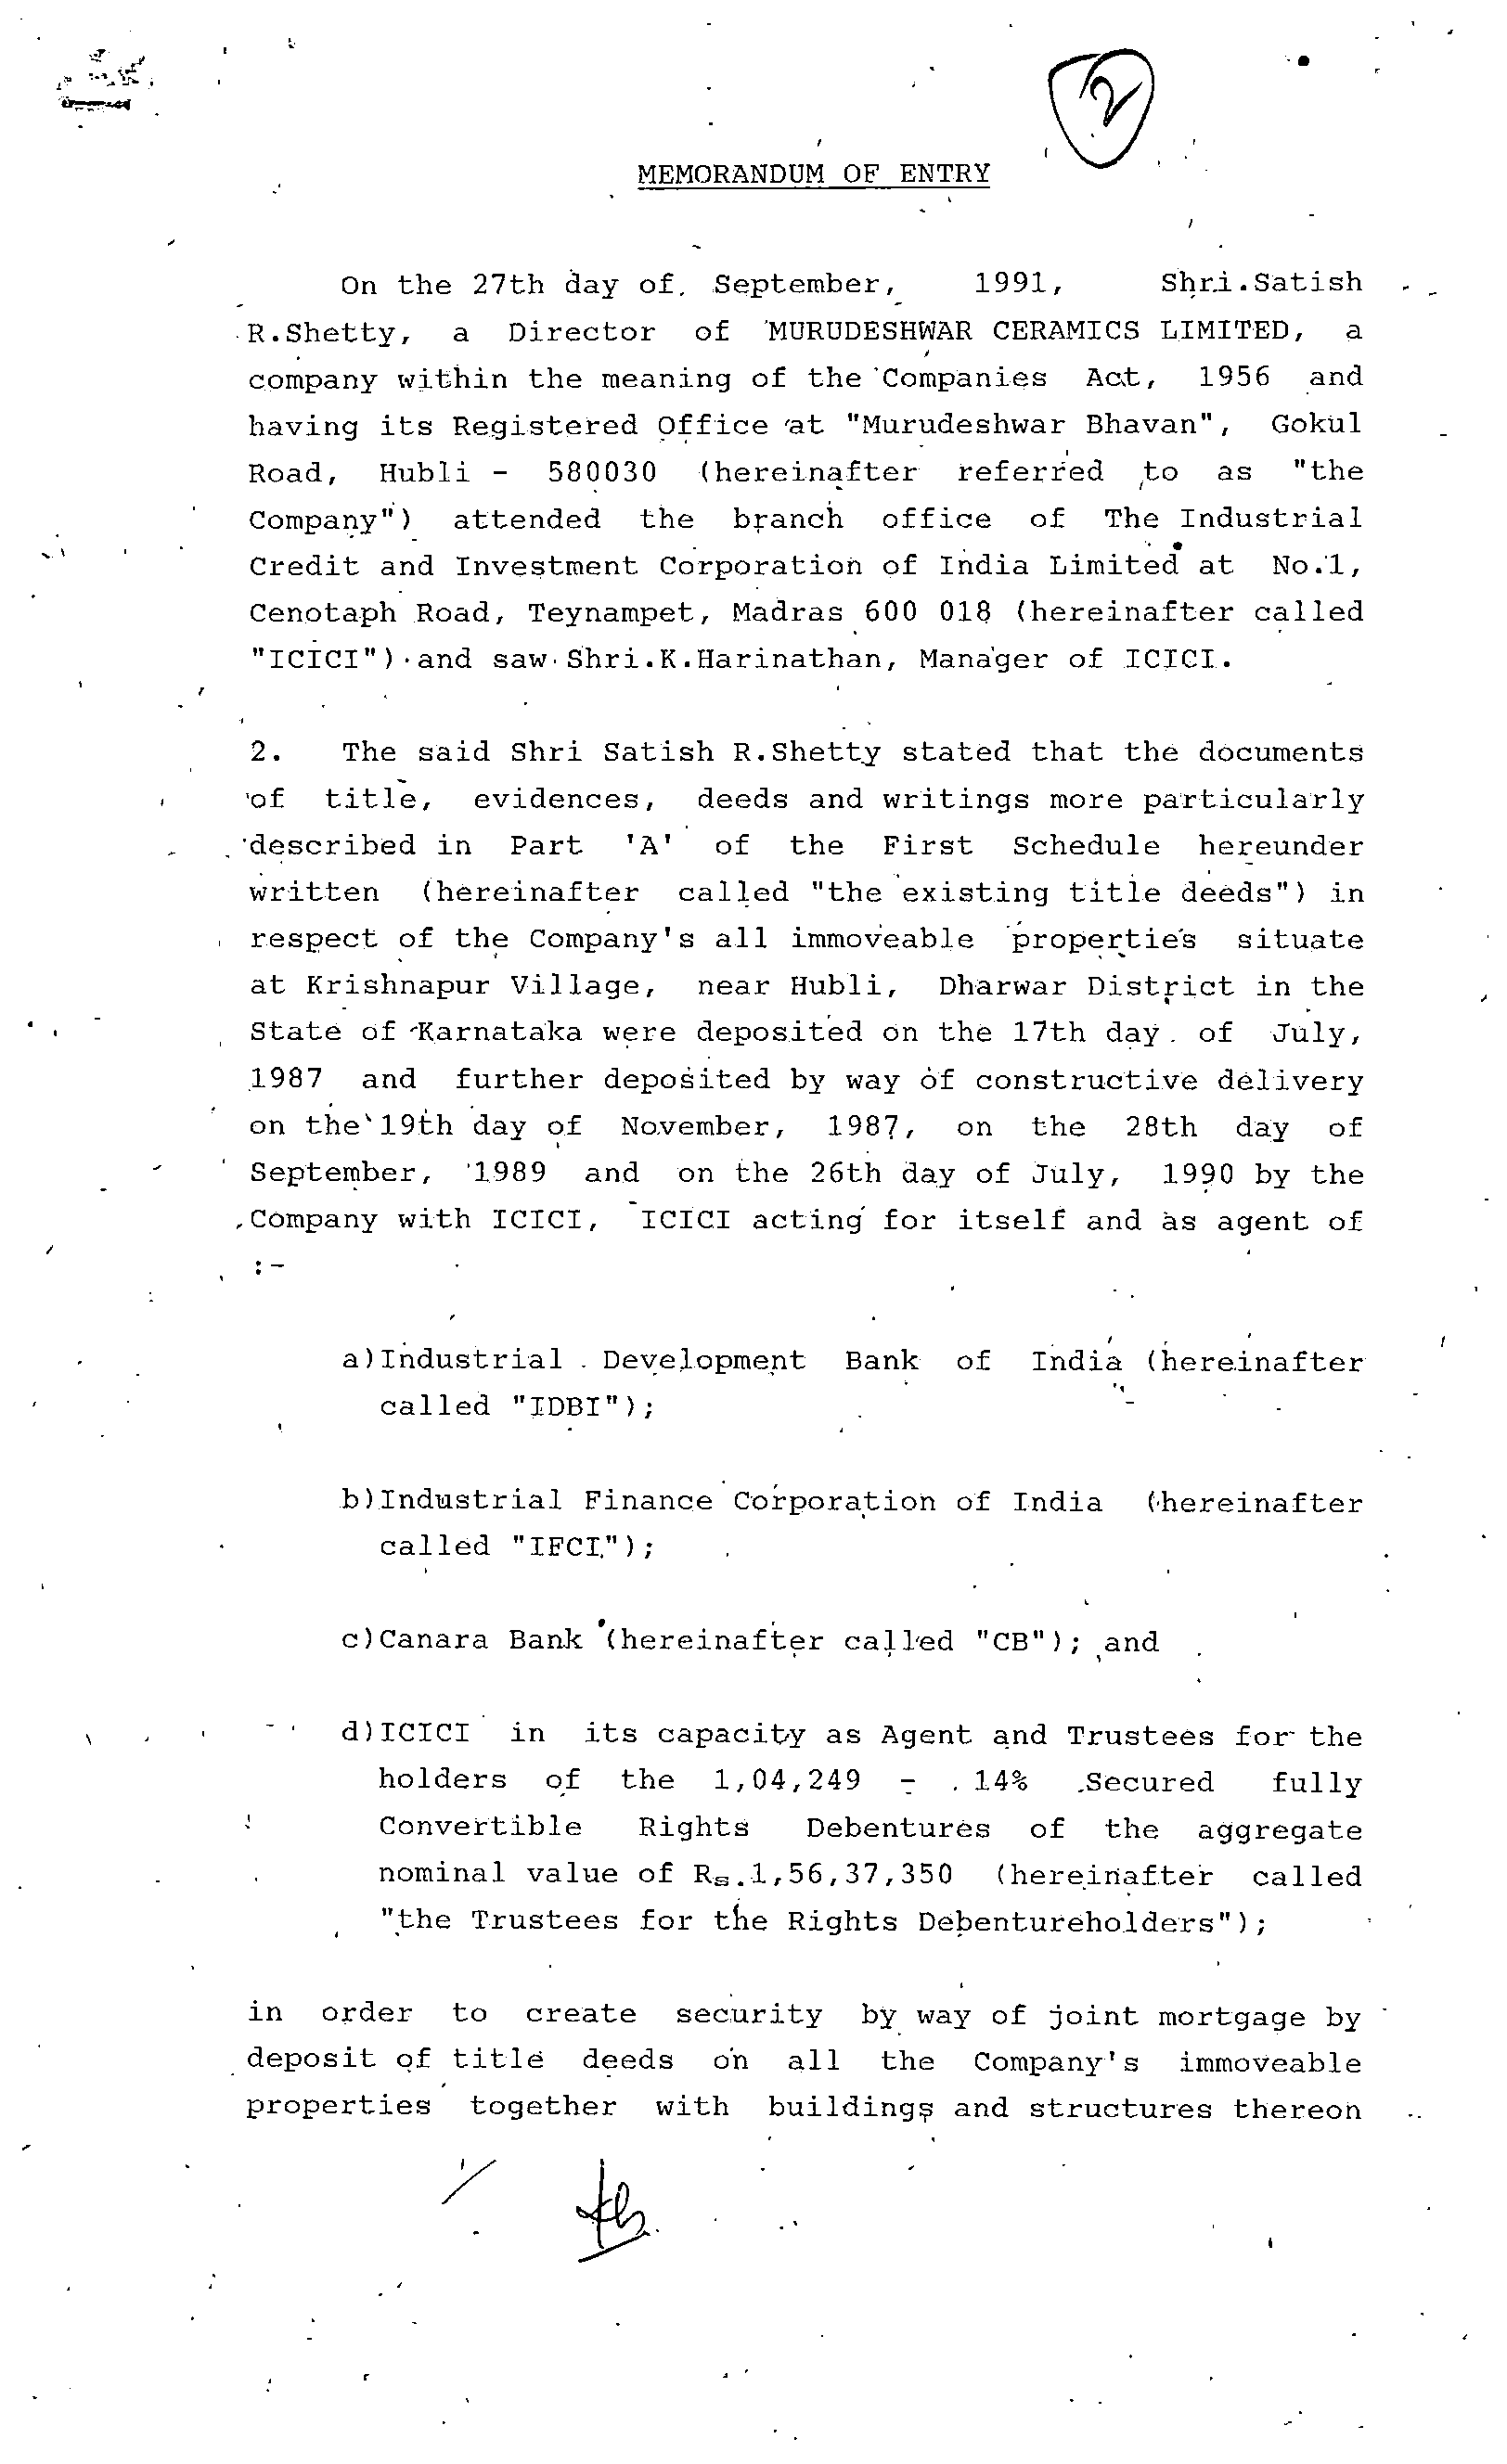 2
MEMORANDUM OF ENTRY
On the 27th day of September, 1991, Shri.Satish
R.Shetty, a Director of MURUDESHWAR CERAMICS LIMITED, a
company within the meaning of the Companies Act, 1956 and
having its Registered Office at "Murudeshwar Bhavan", Gokul
Road, Hubli - 580030 (hereinafter referred to as "the
Company") attended the branch office of The Industrial
Credit and Investment Corporation of India Limited at No.1,
Cenotaph Road, Teynampet, Madras 600 018 (hereinafter called
"ICICI") and saw Shri.K.Harinathan, Manager of ICICI.
2. The said Shri Satish R.Shetty stated that the documents
of title, evidences, deeds and writings more particularly
described in Part 'A' of the First Schedule hereunder
written (hereinafter called "the existing title deeds") in
respect of the Company's all immoveable properties situate
at Krishnapur Village, near Hubli, Dharwar District in the
State of Karnataka were deposited on the 17th day of July,
1987 and further deposited by way of constructive delivery
on the 19th day of November, 1987, on the 28th day of
September, 1989 and on the 26th day of July, 1990 by the
Company with ICICI, ICICI acting for itself and as agent of
:-
a)Industrial Development Bank of India (hereinafter
called "IDBI");
b)Industrial Finance Corporation of India (hereinafter
called "IFCI");
c)Canara Bank (hereinafter called "CB"); and
d)ICICI in its capacity as Agent and Trustees for the
holders of the 1,04,249 - 14% Secured fully
Convertible Rights Debentures of the aggregate
nominal value of Rs.1,56,37,350 (hereinafter called
"the Trustees for the Rights Debentureholders");
in order to create security by way of joint mortgage by
deposit of title deeds on all the Company's immoveable
properties together with buildings and structures thereon